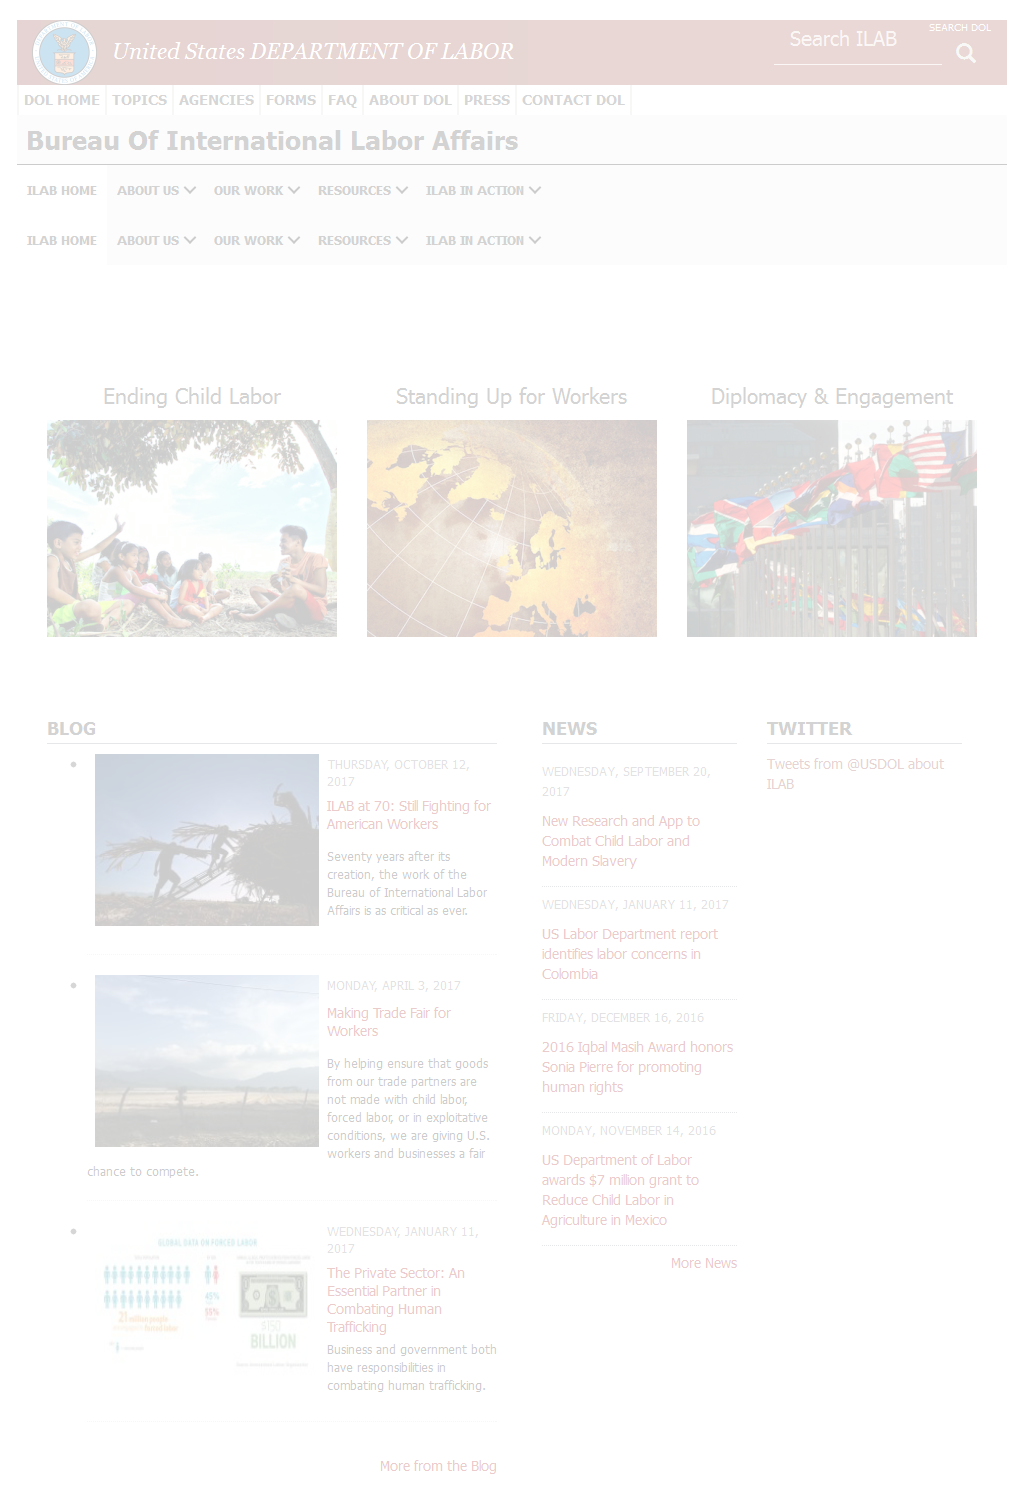 United States DEPARTMENT OF LABOR
Search ILAB
SEARCH DOL
DOL HOME TOPICS AGENCIES FORMS FAQ ABOUT DOL PRESS CONTACT DOL
Bureau Of International Labor Affairs
ILAB HOME ABOUT US OUR WORK RESOURCES ILAB IN ACTION
ILAB HOME ABOUT US OUR WORK RESOURCES ILAB IN ACTION
Ending Child Labor
Standing Up for Workers
Diplomacy & Engagement
BLOG
THURSDAY, OCTOBER 12,
2017
ILAB at 70: Still Fighting for
American Workers
Seventy years after its
creation, the work of the
Bureau of International Labor
Affairs is as critical as ever.
MONDAY, APRIL 3, 2017
Making Trade Fair for
Workers
By helping ensure that goods
from our trade partners are
not made with child labor,
forced labor, or in exploitative
conditions, we are giving U.S.
workers and businesses a fair
chance to compete.
GLOBAL DATA ON FORCED LABOR
45%
55%
21 million people
$150
BILLION
WEDNESDAY, JANUARY 11,
2017
The Private Sector: An
Essential Partner in
Combating Human
Trafficking
Business and government both
have responsibilities in
combating human trafficking.
More from the Blog
NEWS
WEDNESDAY, SEPTEMBER 20,
2017
New Research and App to
Combat Child Labor and
Modern Slavery
WEDNESDAY, JANUARY 11, 2017
US Labor Department report
identifies labor concerns in
Colombia
FRIDAY, DECEMBER 16, 2016
2016 Iqbal Masih Award honors
Sonia Pierre for promoting
human rights
MONDAY, NOVEMBER 14, 2016
US Department of Labor
awards $7 million grant to
Reduce Child Labor in
Agriculture in Mexico
More News
TWITTER
Tweets from @USDOL about
ILAB